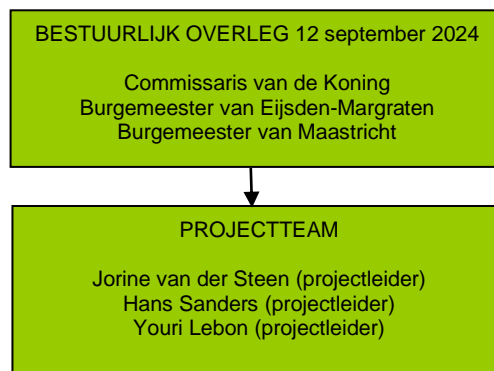 BESTUURLIJK OVERLEG 12 september 2024
Commissaris van de Koning
Burgemeester van Eijsden-Margraten
Burgemeester van Maastricht
PROJECTTEAM
Jorine van der Steen (projectleider)
Hans Sanders (projectleider)
Youri Lebon (projectleider)